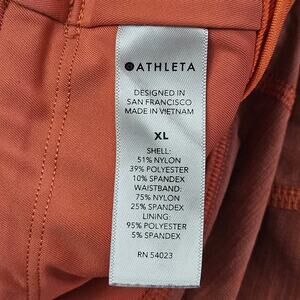 ATHLETA
DESIGNED IN
SAN FRANCISCO
MADE IN VIETNAM
XL
SHELL:
51% NYLON
39% POLYESTER
10% SPANDEX
WAISTBAND:
75% NYLON
25% SPANDEX
LINING:
95% POLYESTER
5% SPANDEX
RN 54023